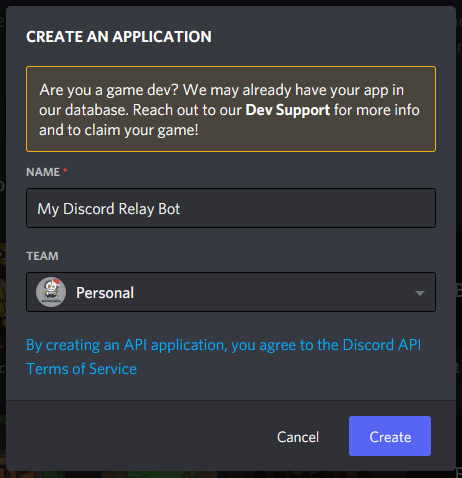 CREATE AN APPLICATION
Are you a game dev? We may already have your app in
our database. Reach out to our Dev Support for more info
and to claim your game!
NAME *
My Discord Relay Bot
TEAM
Personal
By creating an API application, you agree to the Discord API
Terms of Service
Cancel
Create